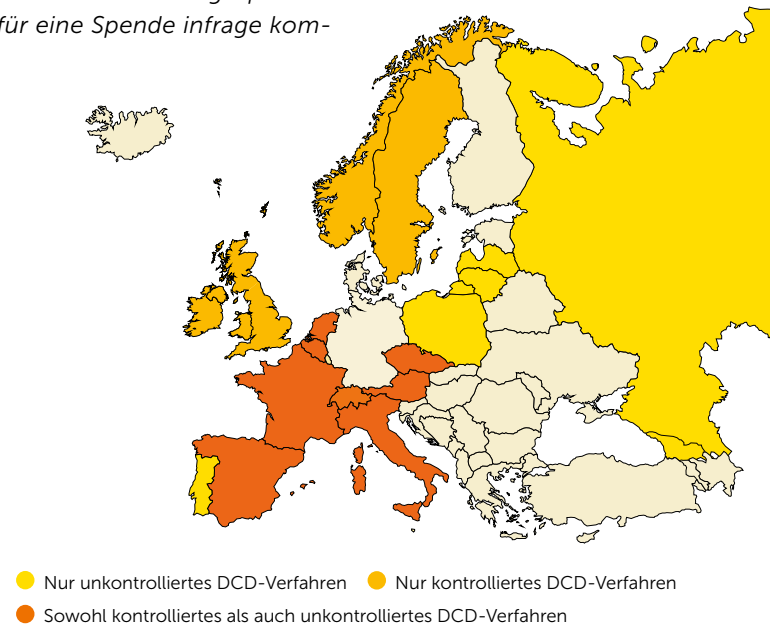 für eine Spende infrage kom-
Nur unkontrolliertes DCD-Verfahren
Nur kontrolliertes DCD-Verfahren
Sowohl kontrolliertes als auch unkontrolliertes DCD-Verfahren